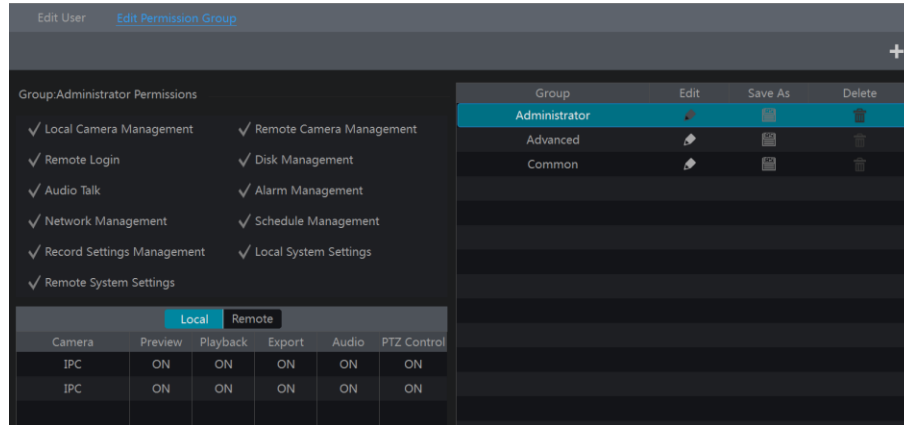 Edit User Edit Permission Group
+
Group:Administrator Permissions
Local Camera Management Remote Camera Management
Remote Login Disk Management
Audio Talk Alarm Management
Network Management Schedule Management
Record Settings Management Local System Settings
Remote System Settings
Local Remote
Camera Preview Playback Export Audio PTZ Control
IPC ON ON ON ON ON
IPC ON ON ON ON ON
Group Edit Save As Delete
Administrator
Advanced
Common